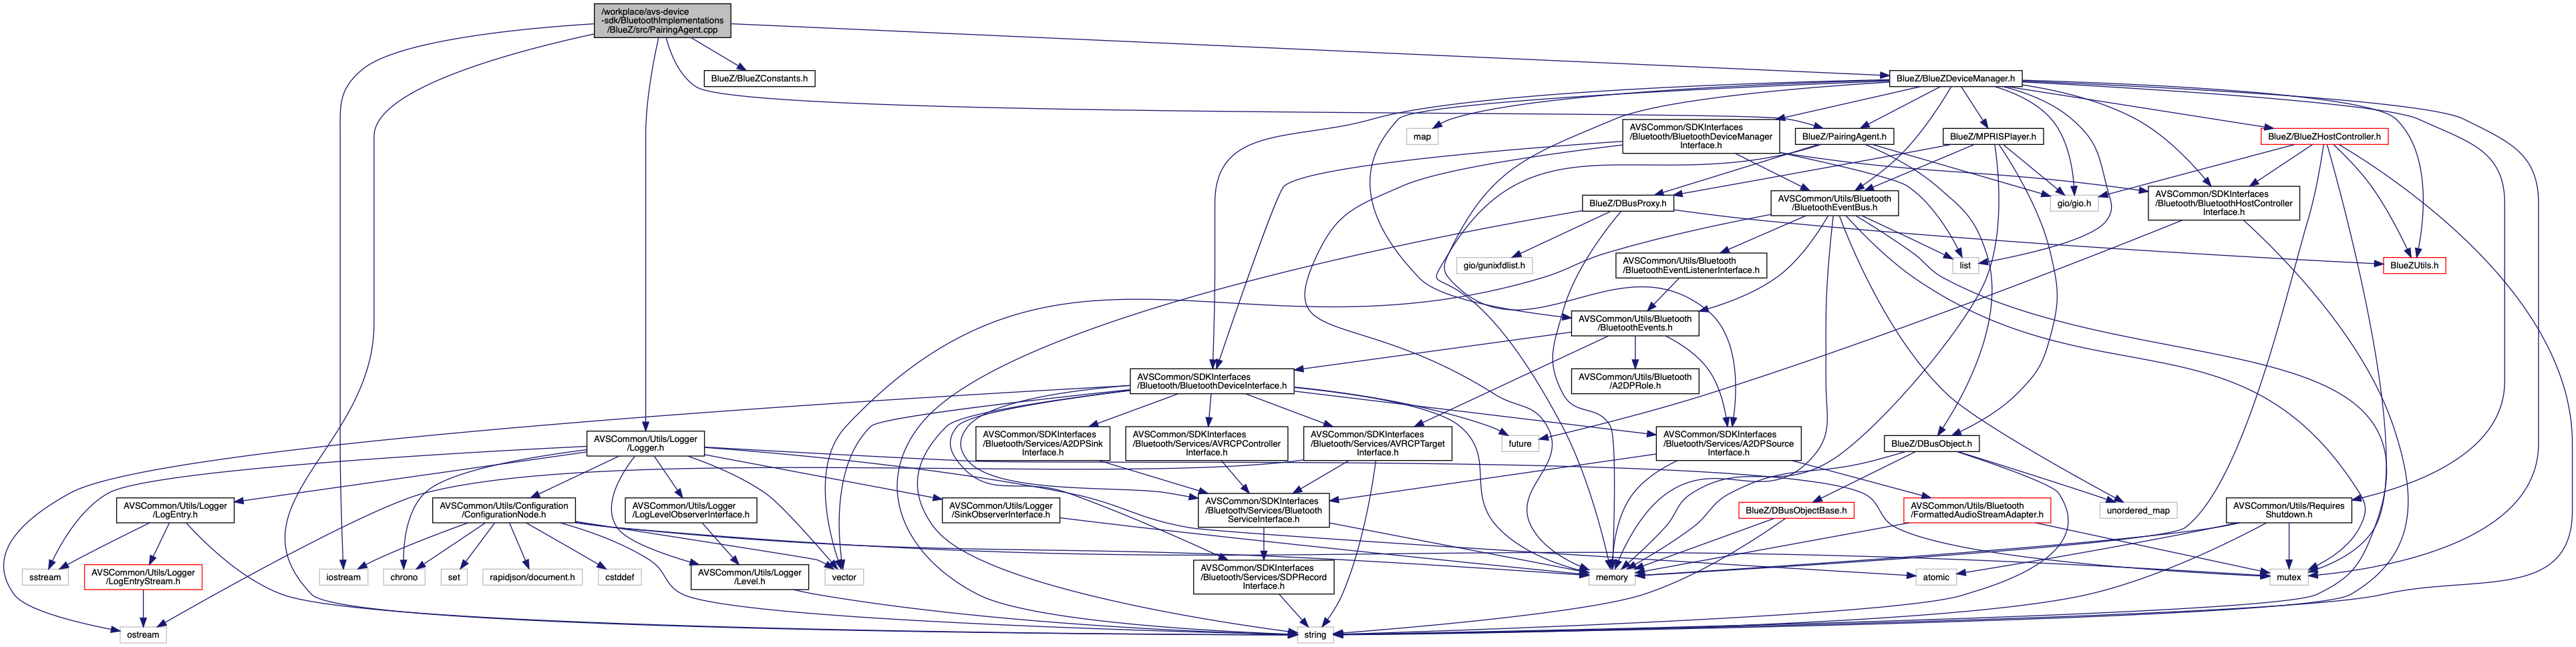 /workplace/avs-device
-sdk/BluetoothImplementations
/BlueZ/src/PairingAgent.cpp
BlueZ/BlueZConstants.h
BlueZ/BlueZDeviceManager.h
map
AVSCommon/SDKInterfaces
/Bluetooth/BluetoothDeviceManager
Interface.h
BlueZ/PairingAgent.h
BlueZ/MPRISPlayer.h
BlueZ/BlueZHostController.h
BlueZ/DBusProxy.h
AVSCommon/Utils/Bluetooth
/BluetoothEventBus.h
gio/gio.h
AVSCommon/SDKInterfaces
/Bluetooth/BluetoothHostController
Interface.h
gio/gunixfdlist.h
AVSCommon/Utils/Bluetooth
/BluetoothEventListenerInterface.h
list
BlueZUtils.h
AVSCommon/Utils/Bluetooth
/BluetoothEvents.h
AVSCommon/SDKInterfaces
/Bluetooth/BluetoothDeviceInterface.h
AVSCommon/Utils/Bluetooth
/A2DPRole.h
AVSCommon/Utils/Logger
/Logger.h
AVSCommon/SDKInterfaces
/Bluetooth/Services/A2DPSink
Interface.h
AVSCommon/SDKInterfaces
/Bluetooth/Services/AVRCPController
Interface.h
AVSCommon/SDKInterfaces
/Bluetooth/Services/AVRCPTarget
Interface.h
future
AVSCommon/SDKInterfaces
/Bluetooth/Services/A2DPSource
Interface.h
BlueZ/DBusObject.h
AVSCommon/Utils/Logger
/LogEntry.h
AVSCommon/Utils/Configuration
/ConfigurationNode.h
AVSCommon/Utils/Logger
/LogLevelObserverInterface.h
AVSCommon/Utils/Logger
/SinkObserverInterface.h
AVSCommon/SDKInterfaces
/Bluetooth/Services/Bluetooth
ServiceInterface.h
BlueZ/DBusObjectBase.h
AVSCommon/Utils/Bluetooth
/FormattedAudioStreamAdapter.h
unordered_map
AVSCommon/Utils/Requires
Shutdown.h
sstream
AVSCommon/Utils/Logger
/LogEntryStream.h
iostream
chrono
set
rapidjson/document.h
cstddef
AVSCommon/Utils/Logger
/Level.h
vector
AVSCommon/SDKInterfaces
/Bluetooth/Services/SDPRecord
Interface.h
memory
atomic
mutex
ostream
string